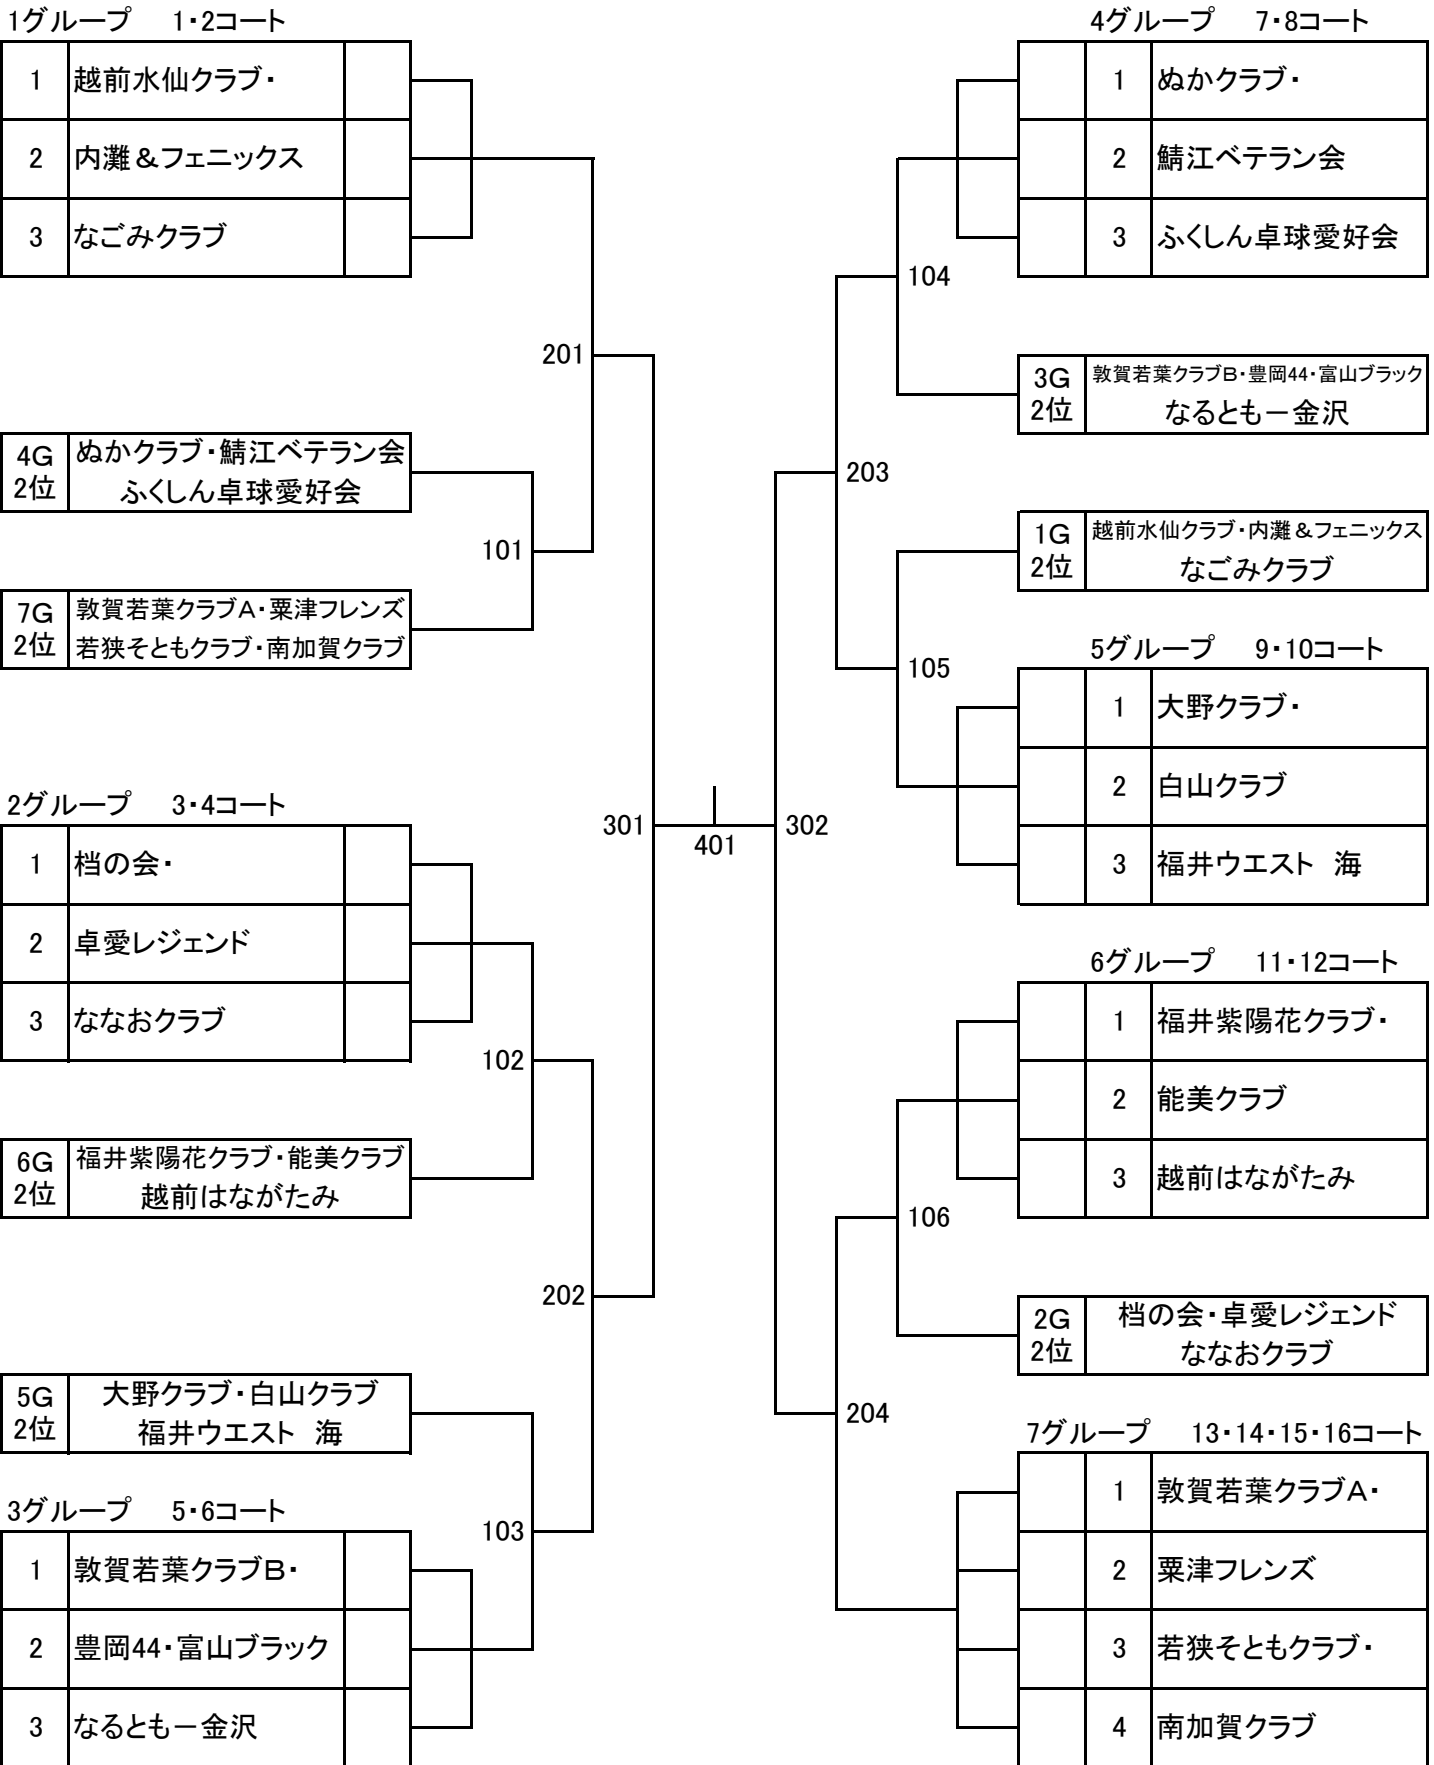 1グループ　1・2コート
1 越前水仙クラブ・
2 内灘＆フェニックス
3 なごみクラブ
201
4G 2位 ぬかクラブ・鯖江ベテラン会
ふくしん卓球愛好会
101
7G 2位 敦賀若葉クラブA・粟津フレンズ
若狭そともクラブ・南加賀クラブ
2グループ　3・4コート
1 档の会・
2 卓愛レジェンド
3 ななおクラブ
102
6G 2位 福井紫陽花クラブ・能美クラブ
越前はながたみ
202
5G 2位 大野クラブ・白山クラブ
福井ウエスト　海
3グループ　5・6コート
103
1 敦賀若葉クラブB・
2 豊岡44・富山ブラック
3 なるとも－金沢
301
401
302
4グループ　7・8コート
1 ぬかクラブ・
2 鯖江ベテラン会
3 ふくしん卓球愛好会
104
3G 2位 敦賀若葉クラブB・豊岡44・富山ブラック
なるとも－金沢
203
1G 2位 越前水仙クラブ・内灘＆フェニックス
なごみクラブ
105
5グループ　9・10コート
1 大野クラブ・
2 白山クラブ
3 福井ウエスト　海
6グループ　11・12コート
1 福井紫陽花クラブ・
2 能美クラブ
3 越前はながたみ
106
2G 2位 档の会・卓愛レジェンド
ななおクラブ
204
7グループ　13・14・15・16コート
1 敦賀若葉クラブA・
2 粟津フレンズ
3 若狭そともクラブ・
4 南加賀クラブ